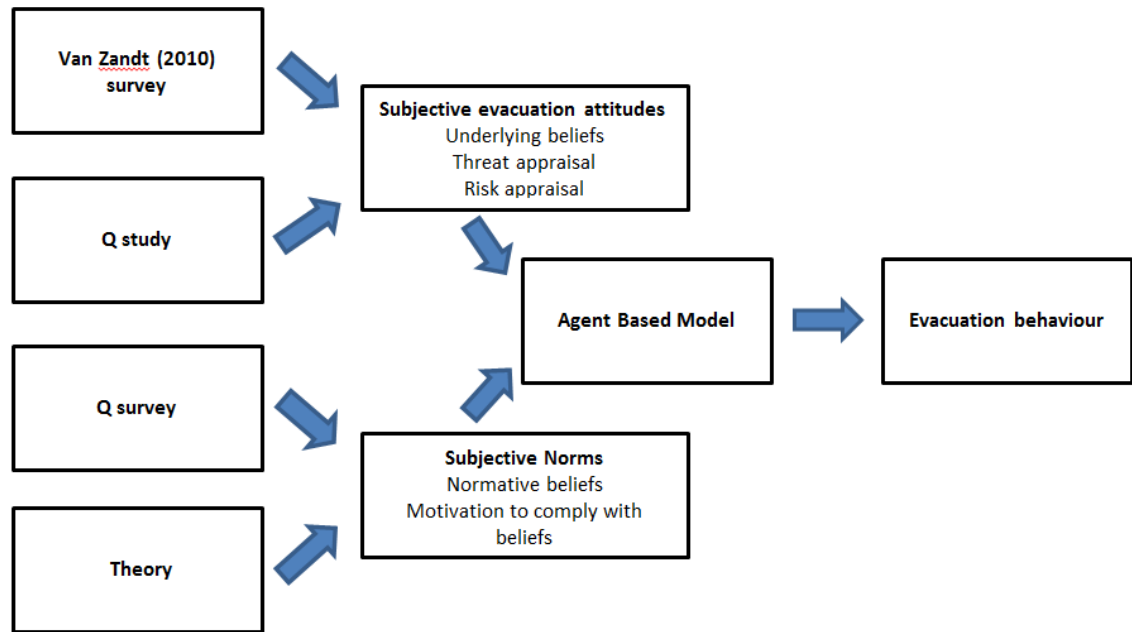 Van Zandt (2010)
survey
Subjective evacuation attitudes
Underlying beliefs
Threat appraisal
Risk appraisal
Q study
Agent Based Model
Evacuation behaviour
Q survey
Subjective Norms
Normative beliefs
Motivation to comply with
beliefs
Theory